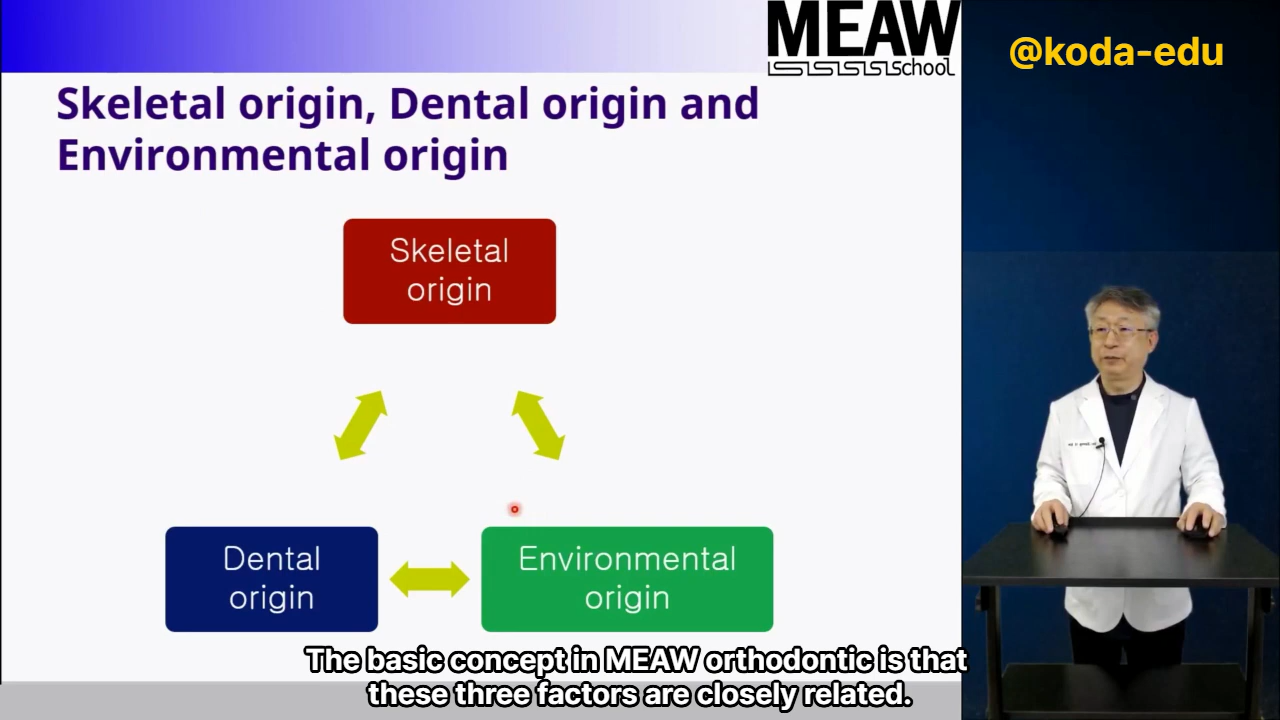 MEAW
school
@koda-edu
Skeletal origin, Dental origin and
Environmental origin
Skeletal
origin
Dental
origin
Environmental
origin
The basic concept in MEAW orthodontic is that
these three factors are closely related.